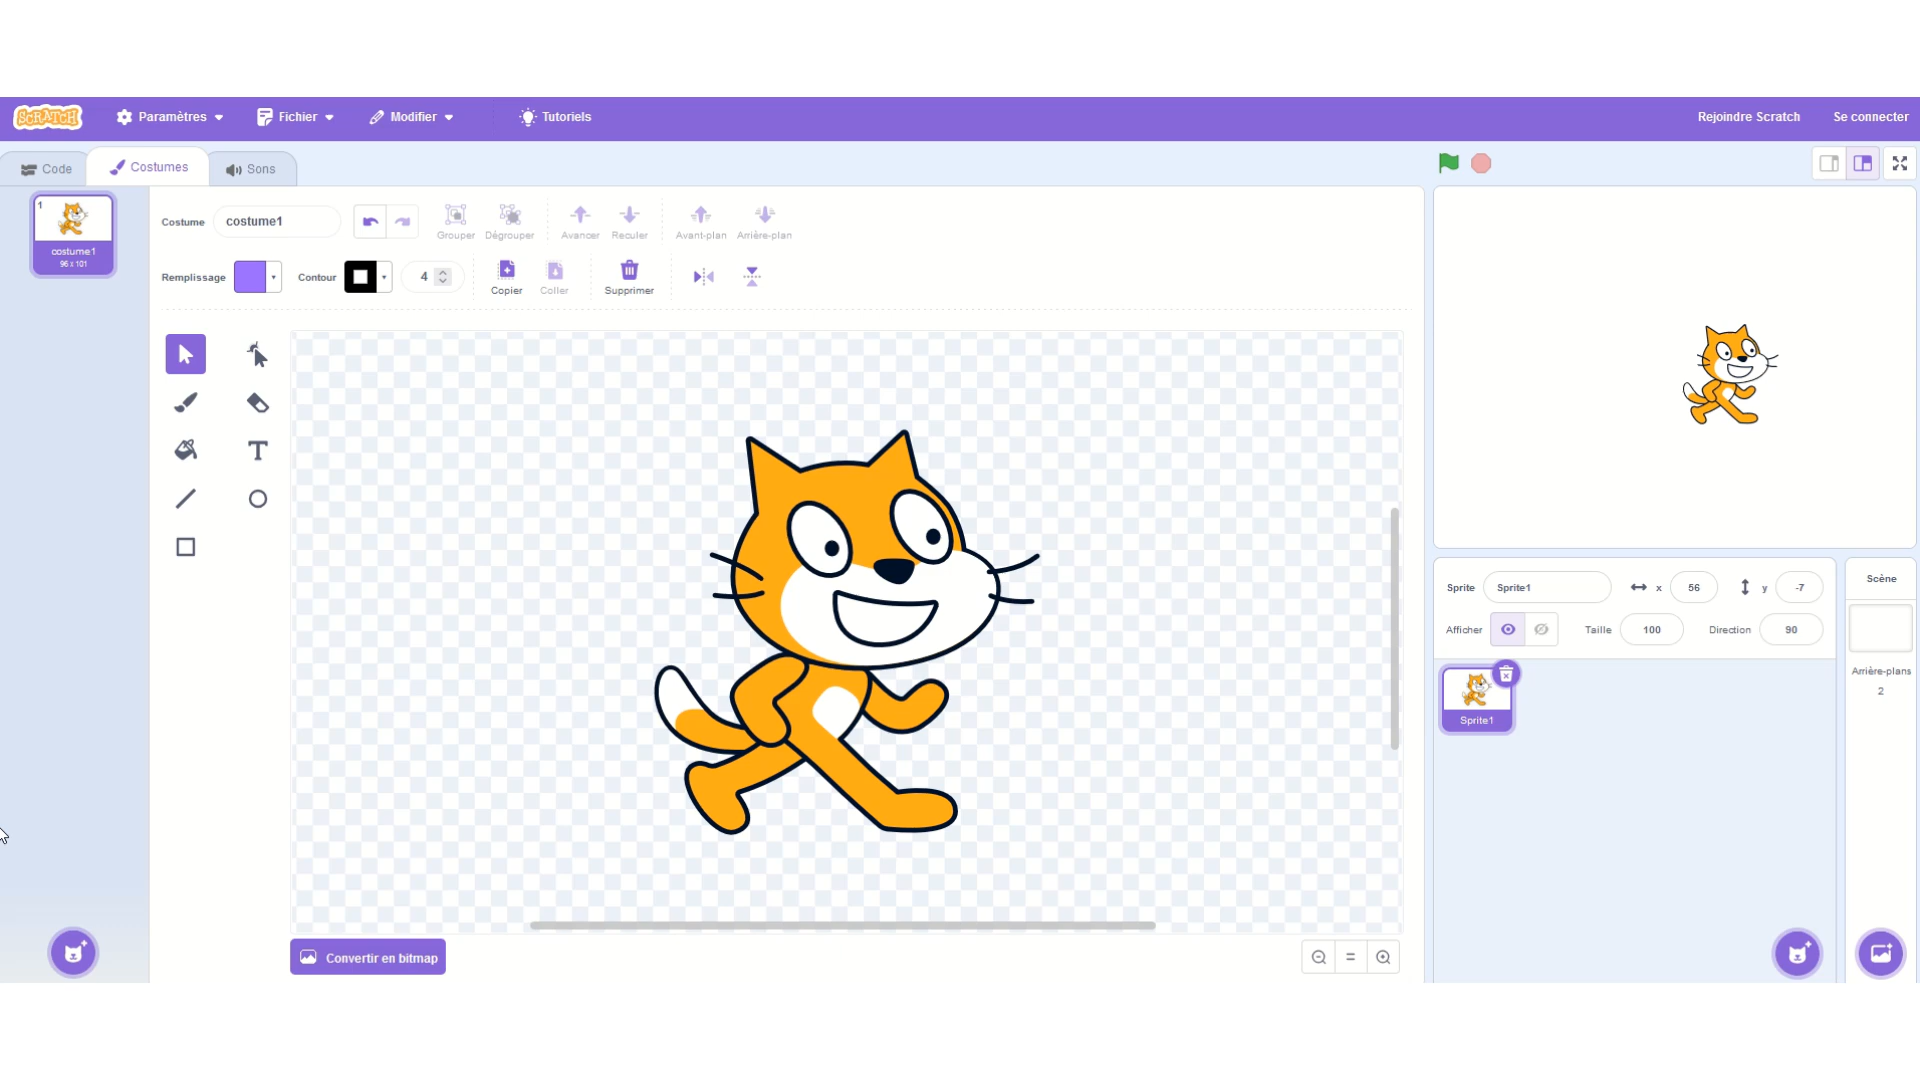 SCRATCH Paramètres Fichier Modifier Tutoriels Rejoindre Scratch Se connecter
Code Costumes Sons
1
costume1
96 x 101
Costume costume1 Grouper Dégrouper Avancer Reculer Avant-plan Arrière-plan
Remplissage Contour 4 Copier Coller Supprimer
T
Convertir en bitmap
Sprite Sprite1 x 56 y -7
Afficher Taille 100 Direction 90
Sprite1
Scène
Arrière-plans
2